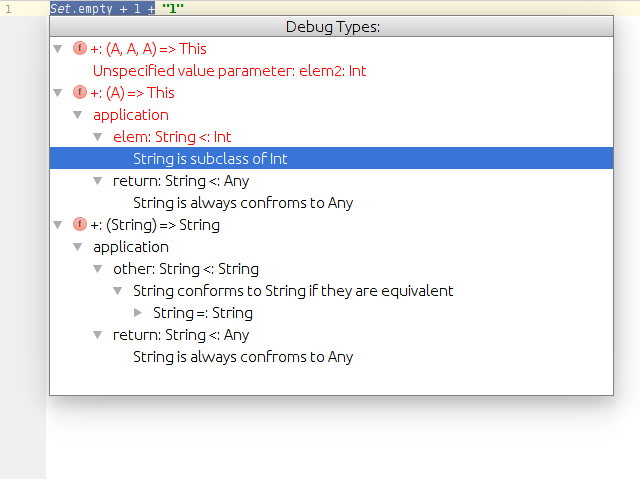 1 Set.empty + 1 + "1"
Debug Types:
f +: (A, A, A) => This
Unspecified value parameter: elem2: Int
f +: (A) => This
application
elem: String <: Int
String is subclass of Int
return: String <: Any
String is always confroms to Any
f +: (String) => String
application
other: String <: String
String conforms to String if they are equivalent
String =: String
return: String <: Any
String is always confroms to Any